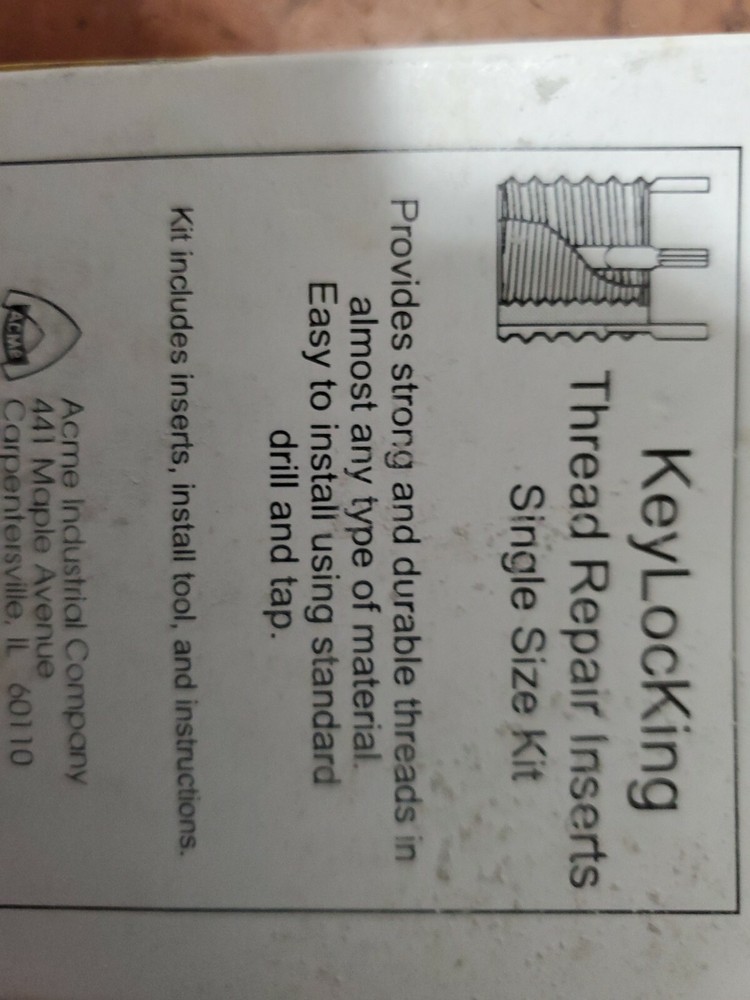 KeyLocKing
Thread Repair Inserts
Single Size Kit
Provides strong and durable threads in
almost any type of material.
Easy to install using standard
drill and tap.
Kit includes inserts, install tool, and instructions.
ACME
Acme Industrial Company
441 Maple Avenue
Carpentersville, IL 60110